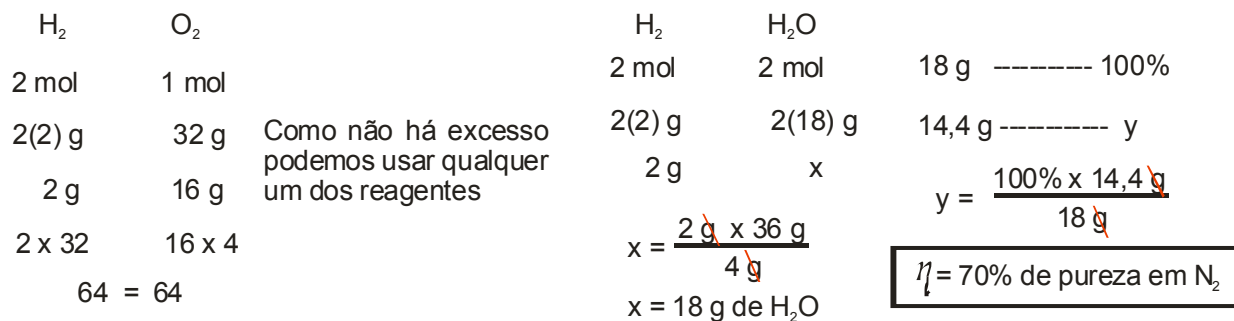 H₂ O₂
2 mol 1 mol
2(2) g 32 g
2 g 16 g
2 x 32 16 x 4
64 = 64
Como não há excesso
podemos usar qualquer
um dos reagentes
H₂ H₂O
2 mol 2 mol
2(2) g 2(18) g
2 g x
x = 2 g x 36 g
4 g
x = 18 g de H₂O
18 g ----------- 100%
14,4 g ------------ y
y = 100% x 14,4 g
18 g
η = 70% de pureza em N₂